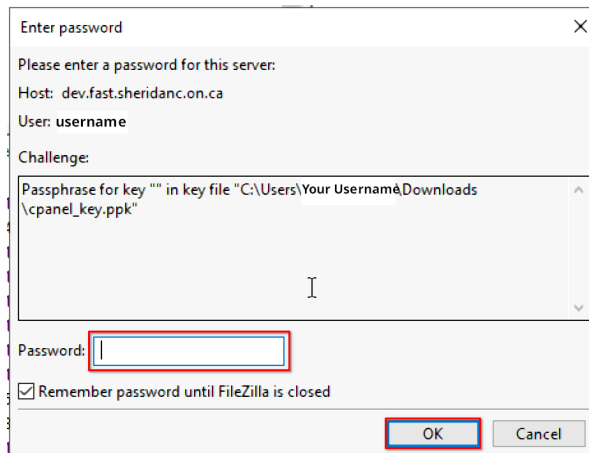 Enter password
Please enter a password for this server:
Host: dev.fast.sheridanc.on.ca
User: username
Challenge:
Passphrase for key "" in key file "C:\Users\Your Username\Downloads
\cpanel_key.ppk"
Password:
Remember password until FileZilla is closed
OK
Cancel